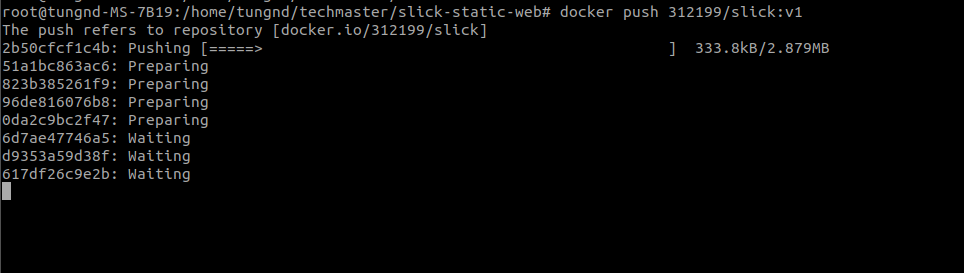 root@tungnd-MS-7B19:/home/tungnd/techmaster/slick-static-web# docker push 312199/slick:v1
The push refers to repository [docker.io/312199/slick]
2b50cfcf1c4b: Pushing [=====>                                             ]  333.8kB/2.879MB
51a1bc863ac6: Preparing
823b385261f9: Preparing
96de816076b8: Preparing
0da2c9bc2f47: Preparing
6d7ae47746a5: Waiting
d9353a59d38f: Waiting
617df26c9e2b: Waiting